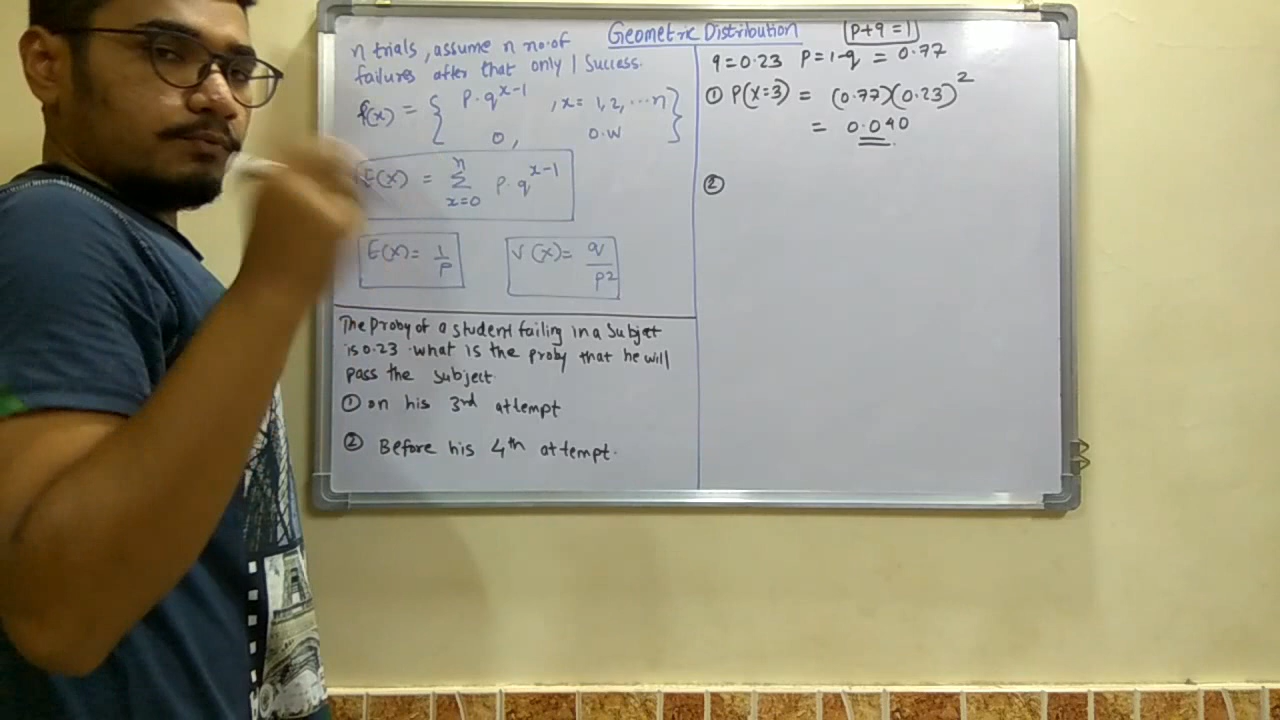 Geometric Distribution
n trials, assume n no. of
failures after that only 1 success.
f(x) = { p·q^(x-1) , x = 1, 2, ... n
0, o.w }
E(x) = Σ_(x=0)^n p·q^(x-1)
E(x) = 1/p
V(x) = q/p²
The proby of a student failing in a subjet
is 0.23 . what is the proby that he will
pass the subject.
① on his 3rd attempt
② Before his 4th attempt.
p+q=1
q = 0.23 p = 1-q = 0.77
① P(x=3) = (0.77)(0.23)²
= 0.040
②